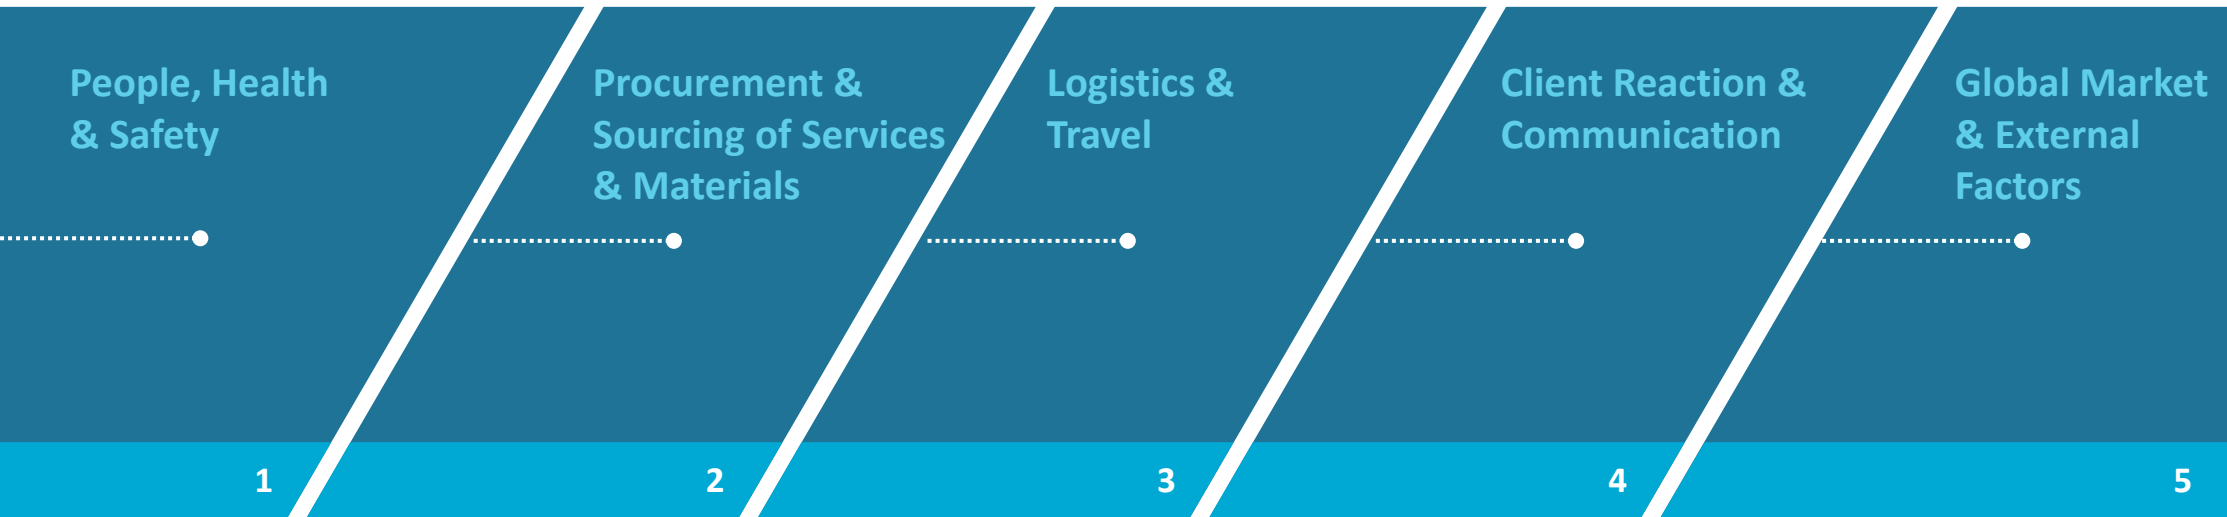 People, Health
& Safety
Procurement &
Sourcing of Services
& Materials
Logistics &
Travel
Client Reaction &
Communication
Global Market
& External
Factors
1
2
3
4
5